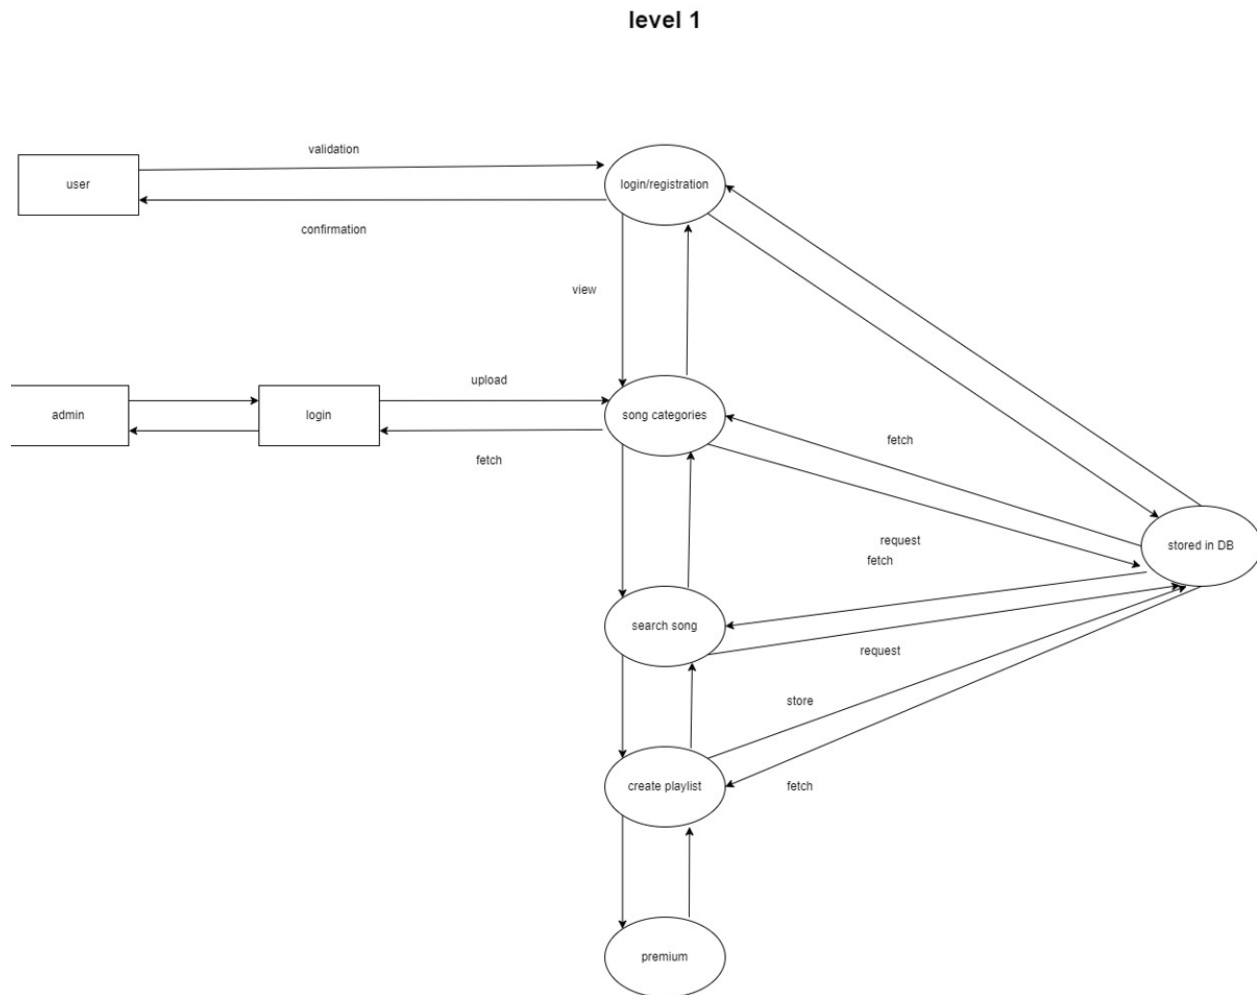 level 1
validation
user
login/registration
confirmation
view
upload
admin
login
song categories
fetch
fetch
request
stored in DB
fetch
search song
request
store
create playlist
fetch
premium